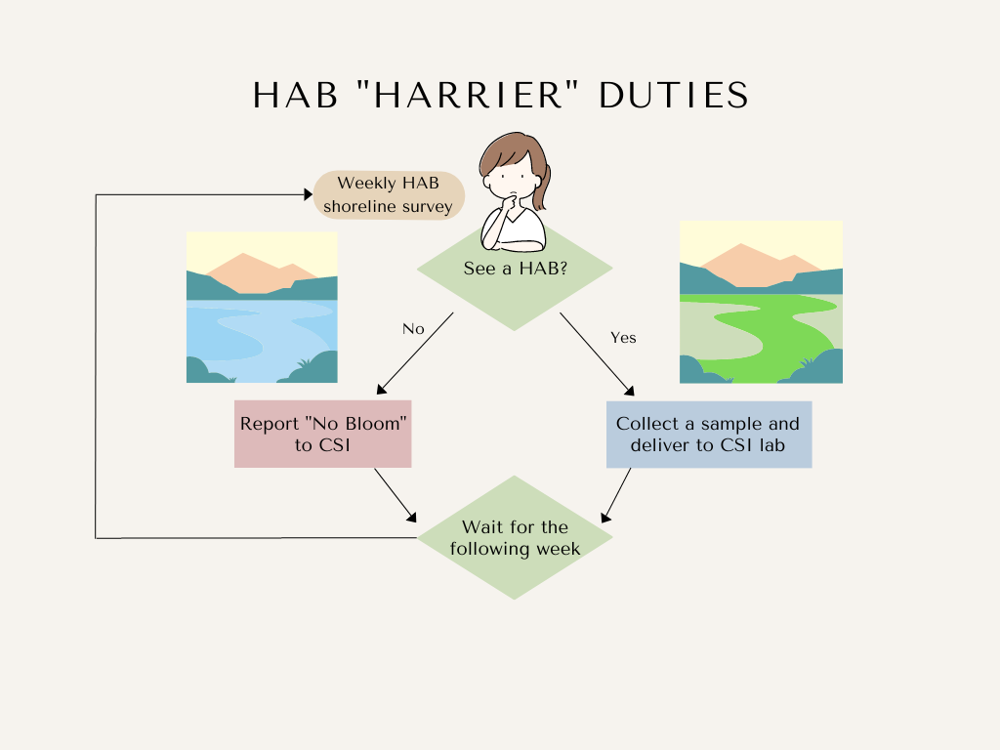 HAB "HARRIER" DUTIES
Weekly HAB
shoreline survey
See a HAB?
No
Yes
Report "No Bloom"
to CSI
Collect a sample and
deliver to CSI lab
Wait for the
following week